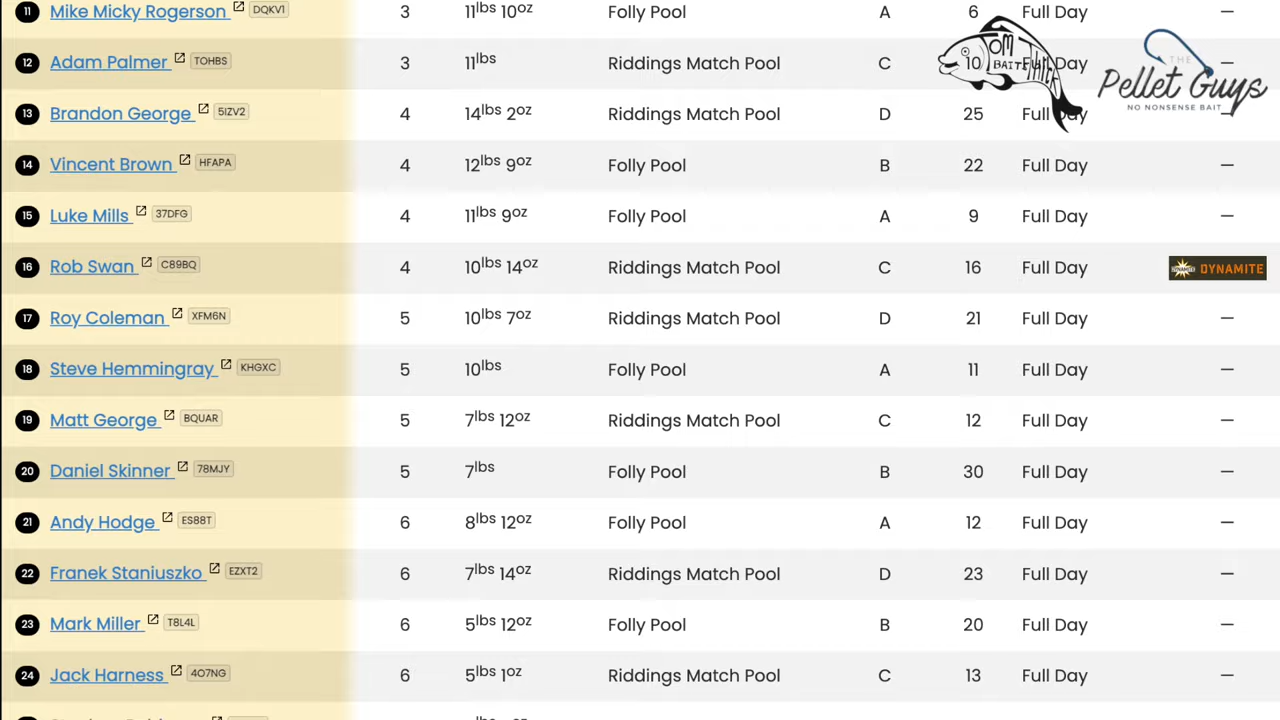 11 Mike Micky Rogerson DQKV1 3 11lbs 10oz Folly Pool A 6 Full Day —
12 Adam Palmer TOHBS 3 11lbs Riddings Match Pool C 10 Full Day
13 Brandon George 5IZV2 4 14lbs 2oz Riddings Match Pool D 25 Full Day —
14 Vincent Brown HFAPA 4 12lbs 9oz Folly Pool B 22 Full Day —
15 Luke Mills 37DFG 4 11lbs 9oz Folly Pool A 9 Full Day —
16 Rob Swan C89BQ 4 10lbs 14oz Riddings Match Pool C 16 Full Day DYNAMITE
17 Roy Coleman XFM6N 5 10lbs 7oz Riddings Match Pool D 21 Full Day —
18 Steve Hemmingray KHGXC 5 10lbs Folly Pool A 11 Full Day —
19 Matt George BQUAR 5 7lbs 12oz Riddings Match Pool C 12 Full Day —
20 Daniel Skinner 78MJY 5 7lbs Folly Pool B 30 Full Day —
21 Andy Hodge ES88T 6 8lbs 12oz Folly Pool A 12 Full Day —
22 Franek Staniuszko EZXT2 6 7lbs 14oz Riddings Match Pool D 23 Full Day —
23 Mark Miller T8L4L 6 5lbs 12oz Folly Pool B 20 Full Day —
24 Jack Harness 4O7NG 6 5lbs 1oz Riddings Match Pool C 13 Full Day —
TOM THICK
BAITS
THE
Pellet Guys
NO NONSENSE BAIT